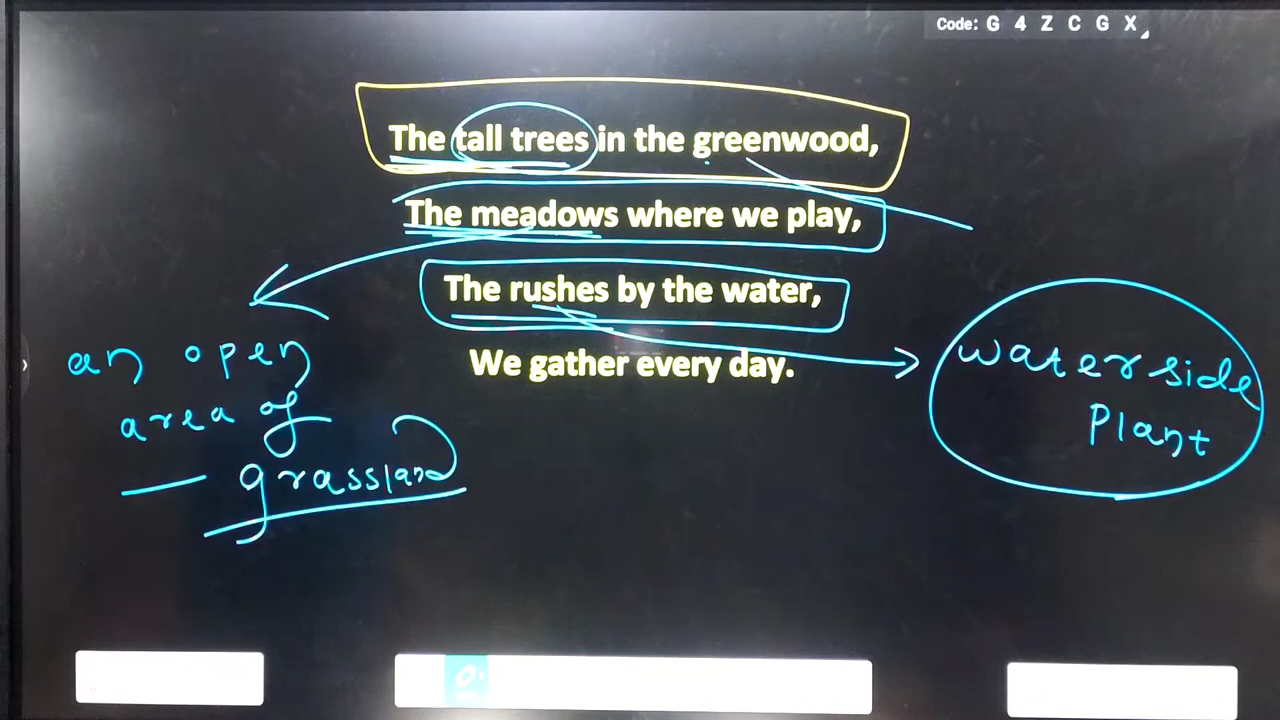 Code: G 4 Z C G X
The tall trees in the greenwood,
The meadows where we play,
The rushes by the water,
We gather every day.
an open
area of
— grassland
water side
Plant